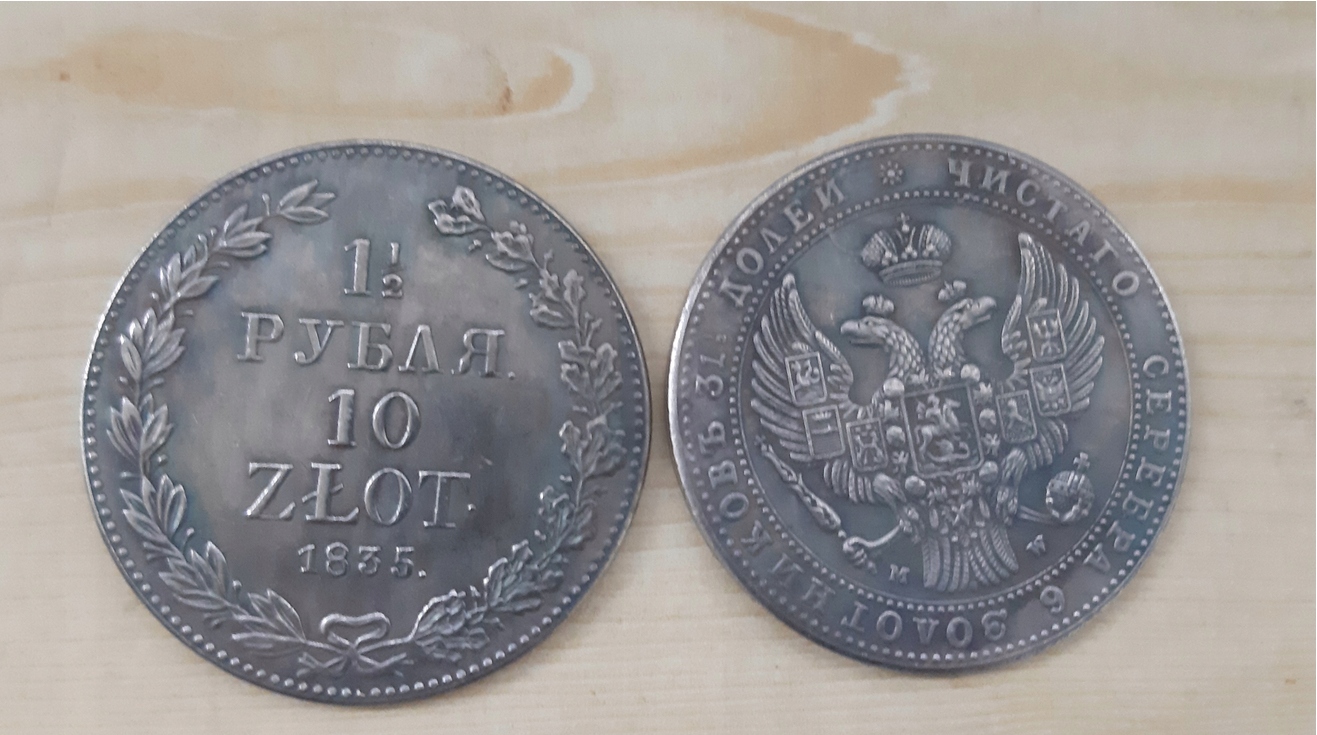 1½
РУБЛЯ.
10
ZŁOT.
1835.
ЧИСТАГО СЕРЕБРА 6 ЗОЛОТНИКОВЪ 31 ДОЛЕЙ
M W